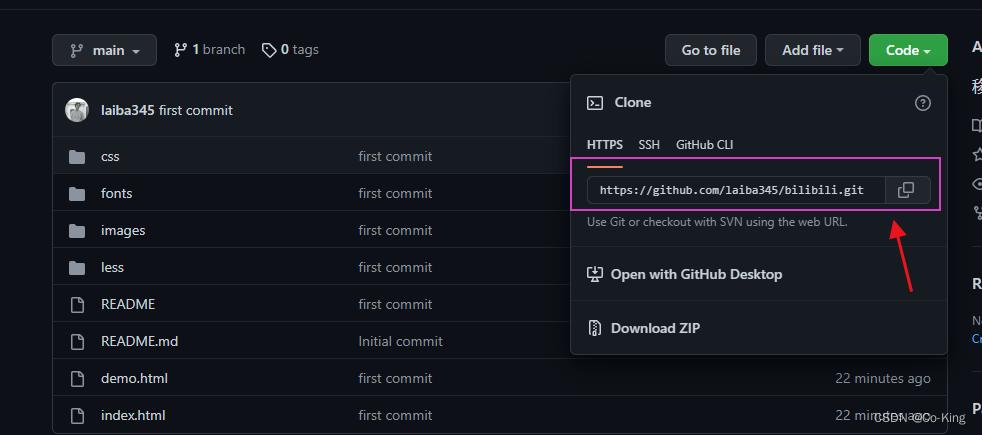 main 1 branch 0 tags Go to file Add file Code
Clone
laiba345 first commit
HTTPS SSH GitHub CLI
css first commit
https://github.com/laiba345/bilibili.git
fonts first commit
Use Git or checkout with SVN using the web URL.
images first commit
less first commit
Open with GitHub Desktop
README first commit
Download ZIP
README.md Initial commit
demo.html first commit 22 minutes ago
index.html first commit 22 minutes ago
CSDN @Co-King